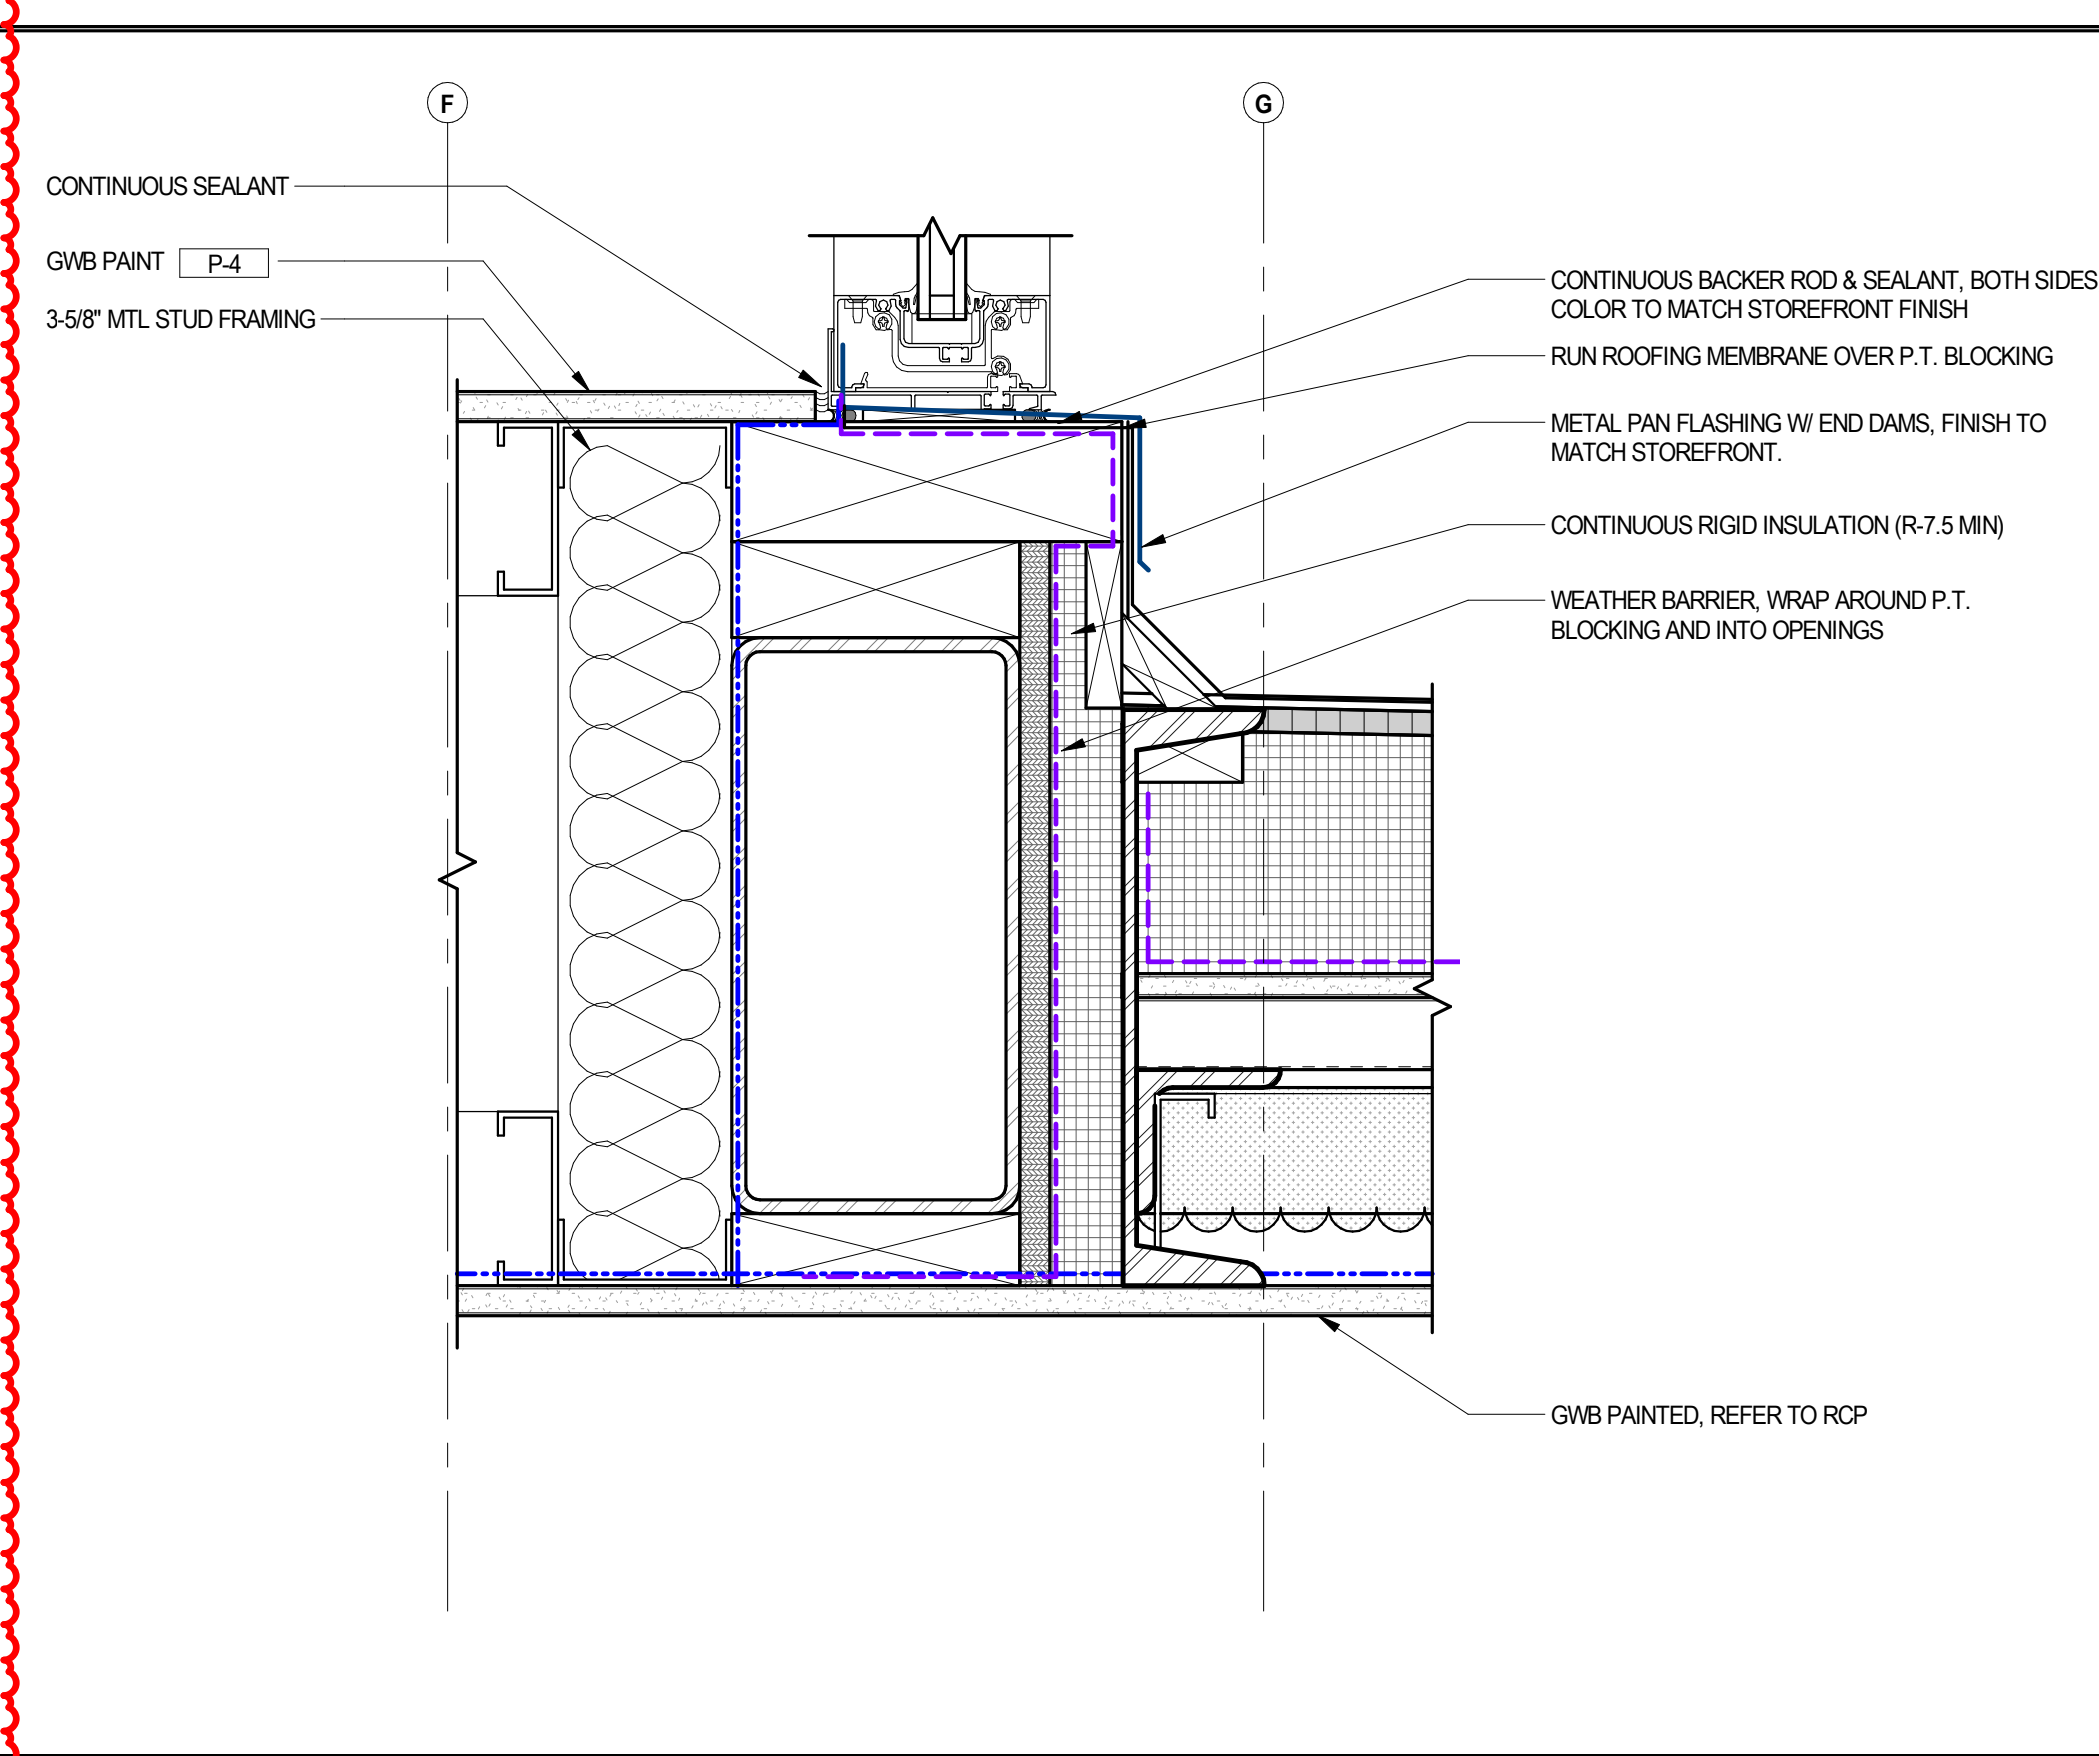 F
G
CONTINUOUS SEALANT
GWB PAINT P-4
3-5/8" MTL STUD FRAMING
CONTINUOUS BACKER ROD & SEALANT, BOTH SIDES
COLOR TO MATCH STOREFRONT FINISH
RUN ROOFING MEMBRANE OVER P.T. BLOCKING
METAL PAN FLASHING W/ END DAMS, FINISH TO
MATCH STOREFRONT.
CONTINUOUS RIGID INSULATION (R-7.5 MIN)
WEATHER BARRIER, WRAP AROUND P.T.
BLOCKING AND INTO OPENINGS
GWB PAINTED, REFER TO RCP